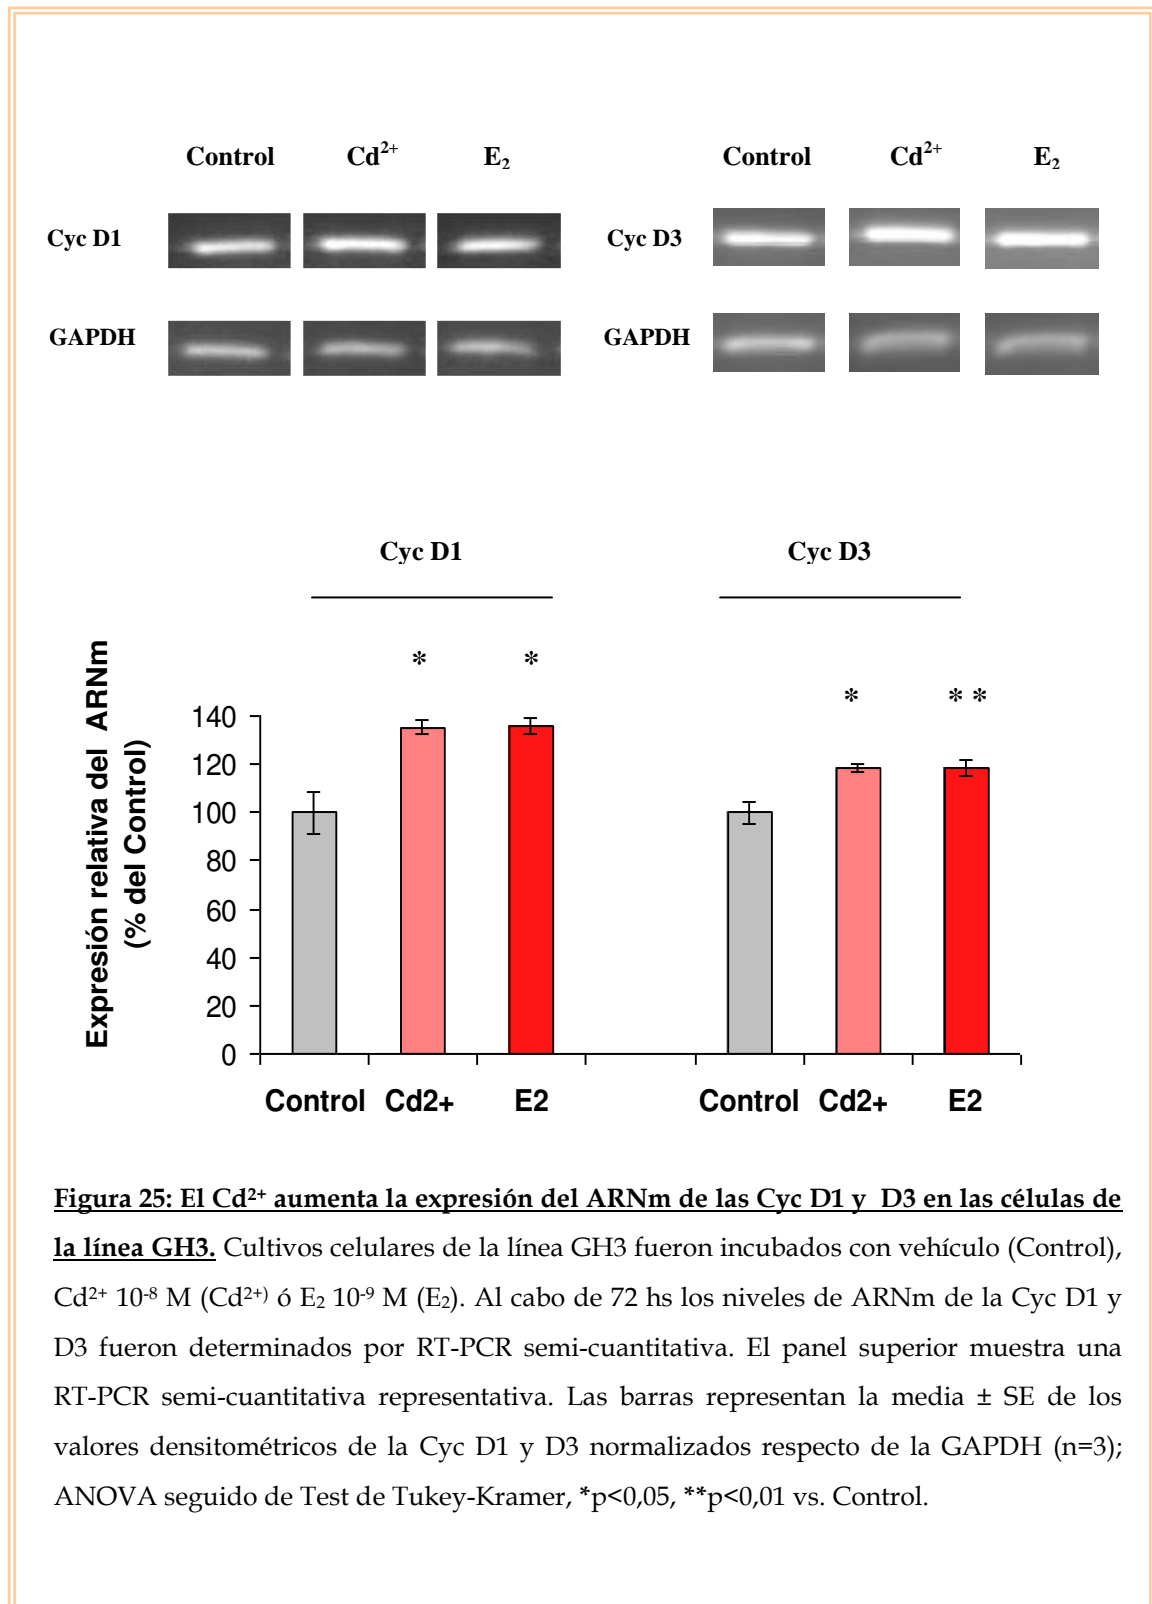 Control Cd²⁺ E₂ Control Cd²⁺ E₂
Cyc D1 Cyc D3
GAPDH GAPDH
Cyc D1 Cyc D3
* * * * *
Expresión relativa del ARNm
(% del Control)
140
120
100
80
60
40
20
0
Control Cd2+ E2 Control Cd2+ E2
Figura 25: El Cd²⁺ aumenta la expresión del ARNm de las Cyc D1 y D3 en las células de
la línea GH3. Cultivos celulares de la línea GH3 fueron incubados con vehículo (Control),
Cd²⁺ 10⁻⁸ M (Cd²⁺⁾ ó E₂ 10⁻⁹ M (E₂). Al cabo de 72 hs los niveles de ARNm de la Cyc D1 y
D3 fueron determinados por RT-PCR semi-cuantitativa. El panel superior muestra una
RT-PCR semi-cuantitativa representativa. Las barras representan la media ± SE de los
valores densitométricos de la Cyc D1 y D3 normalizados respecto de la GAPDH (n=3);
ANOVA seguido de Test de Tukey-Kramer, *p<0,05, **p<0,01 vs. Control.